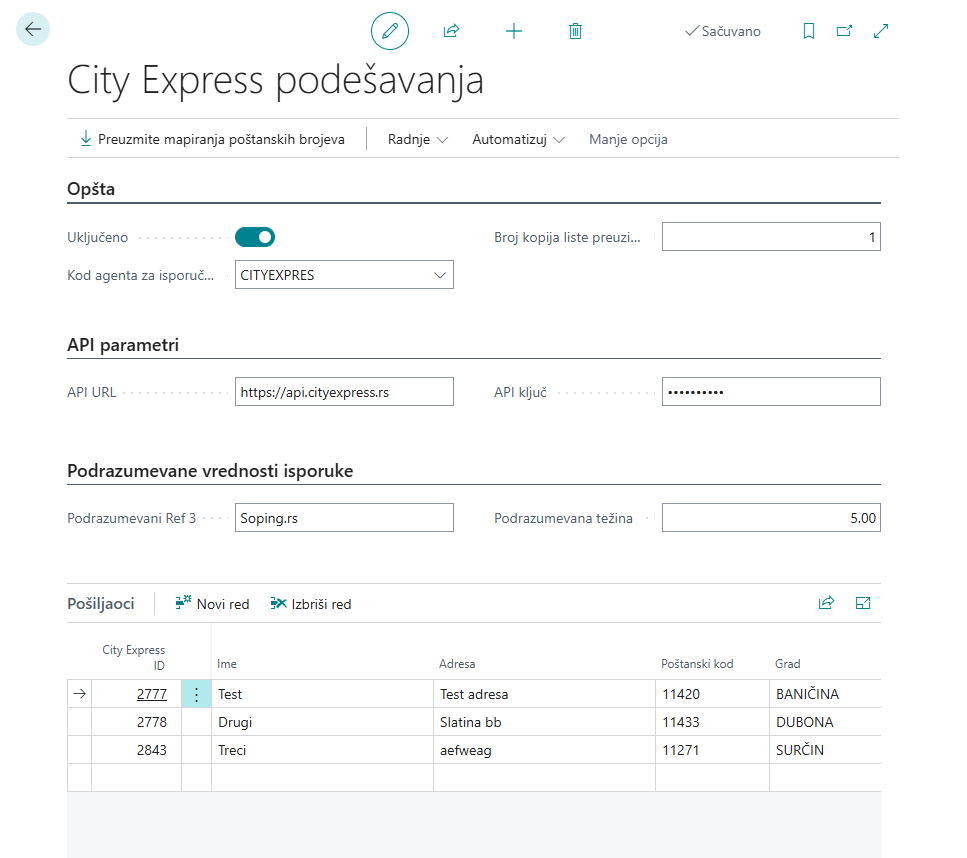 Sačuvano
City Express podešavanja
Preuzmite mapiranja poštanskih brojeva Radnje Automatizuj Manje opcija
Opšta
Uključeno Broj kopija liste preuzi... 1
Kod agenta za isporuč... CITYEXPRES
API parametri
API URL https://api.cityexpress.rs API ključ ••••••••••
Podrazumevane vrednosti isporuke
Podrazumevani Ref 3 Soping.rs Podrazumevana težina 5.00
Pošiljaoci Novi red Izbriši red
City Express
ID Ime Adresa Poštanski kod Grad
2777 Test Test adresa 11420 BANIČINA
2778 Drugi Slatina bb 11433 DUBONA
2843 Treci aefweag 11271 SURČIN